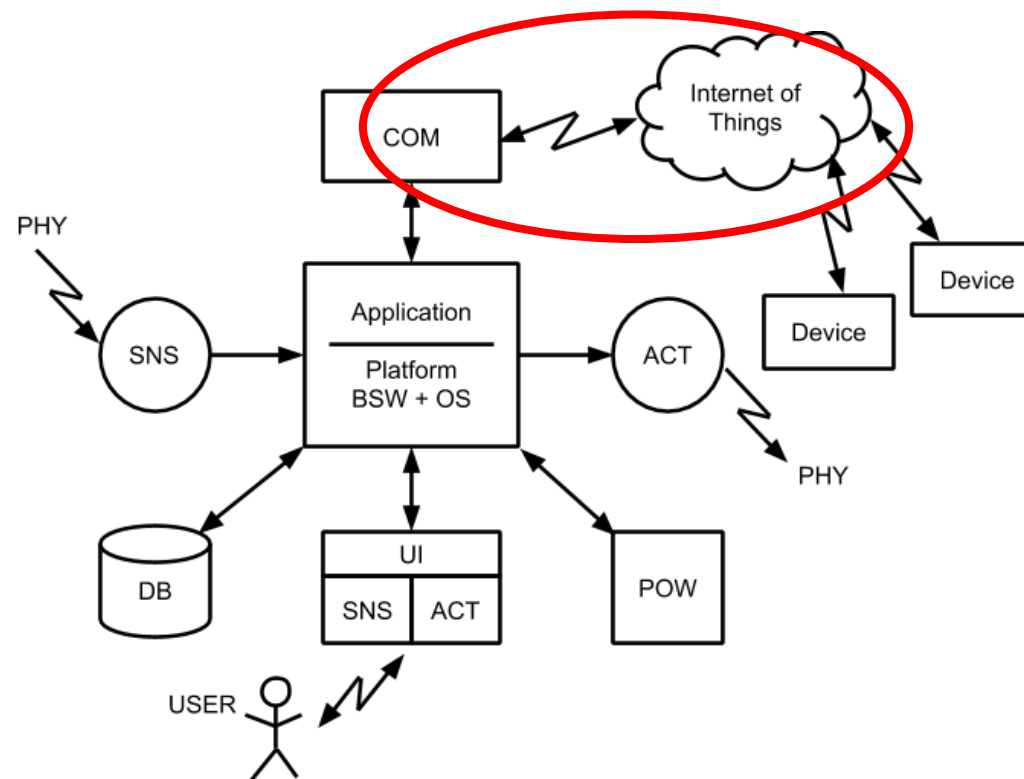 Internet of
Things
COM
PHY
Device
Application
SNS
Device
ACT
Platform
BSW + OS
PHY
UI
DB
POW
SNS
ACT
USER